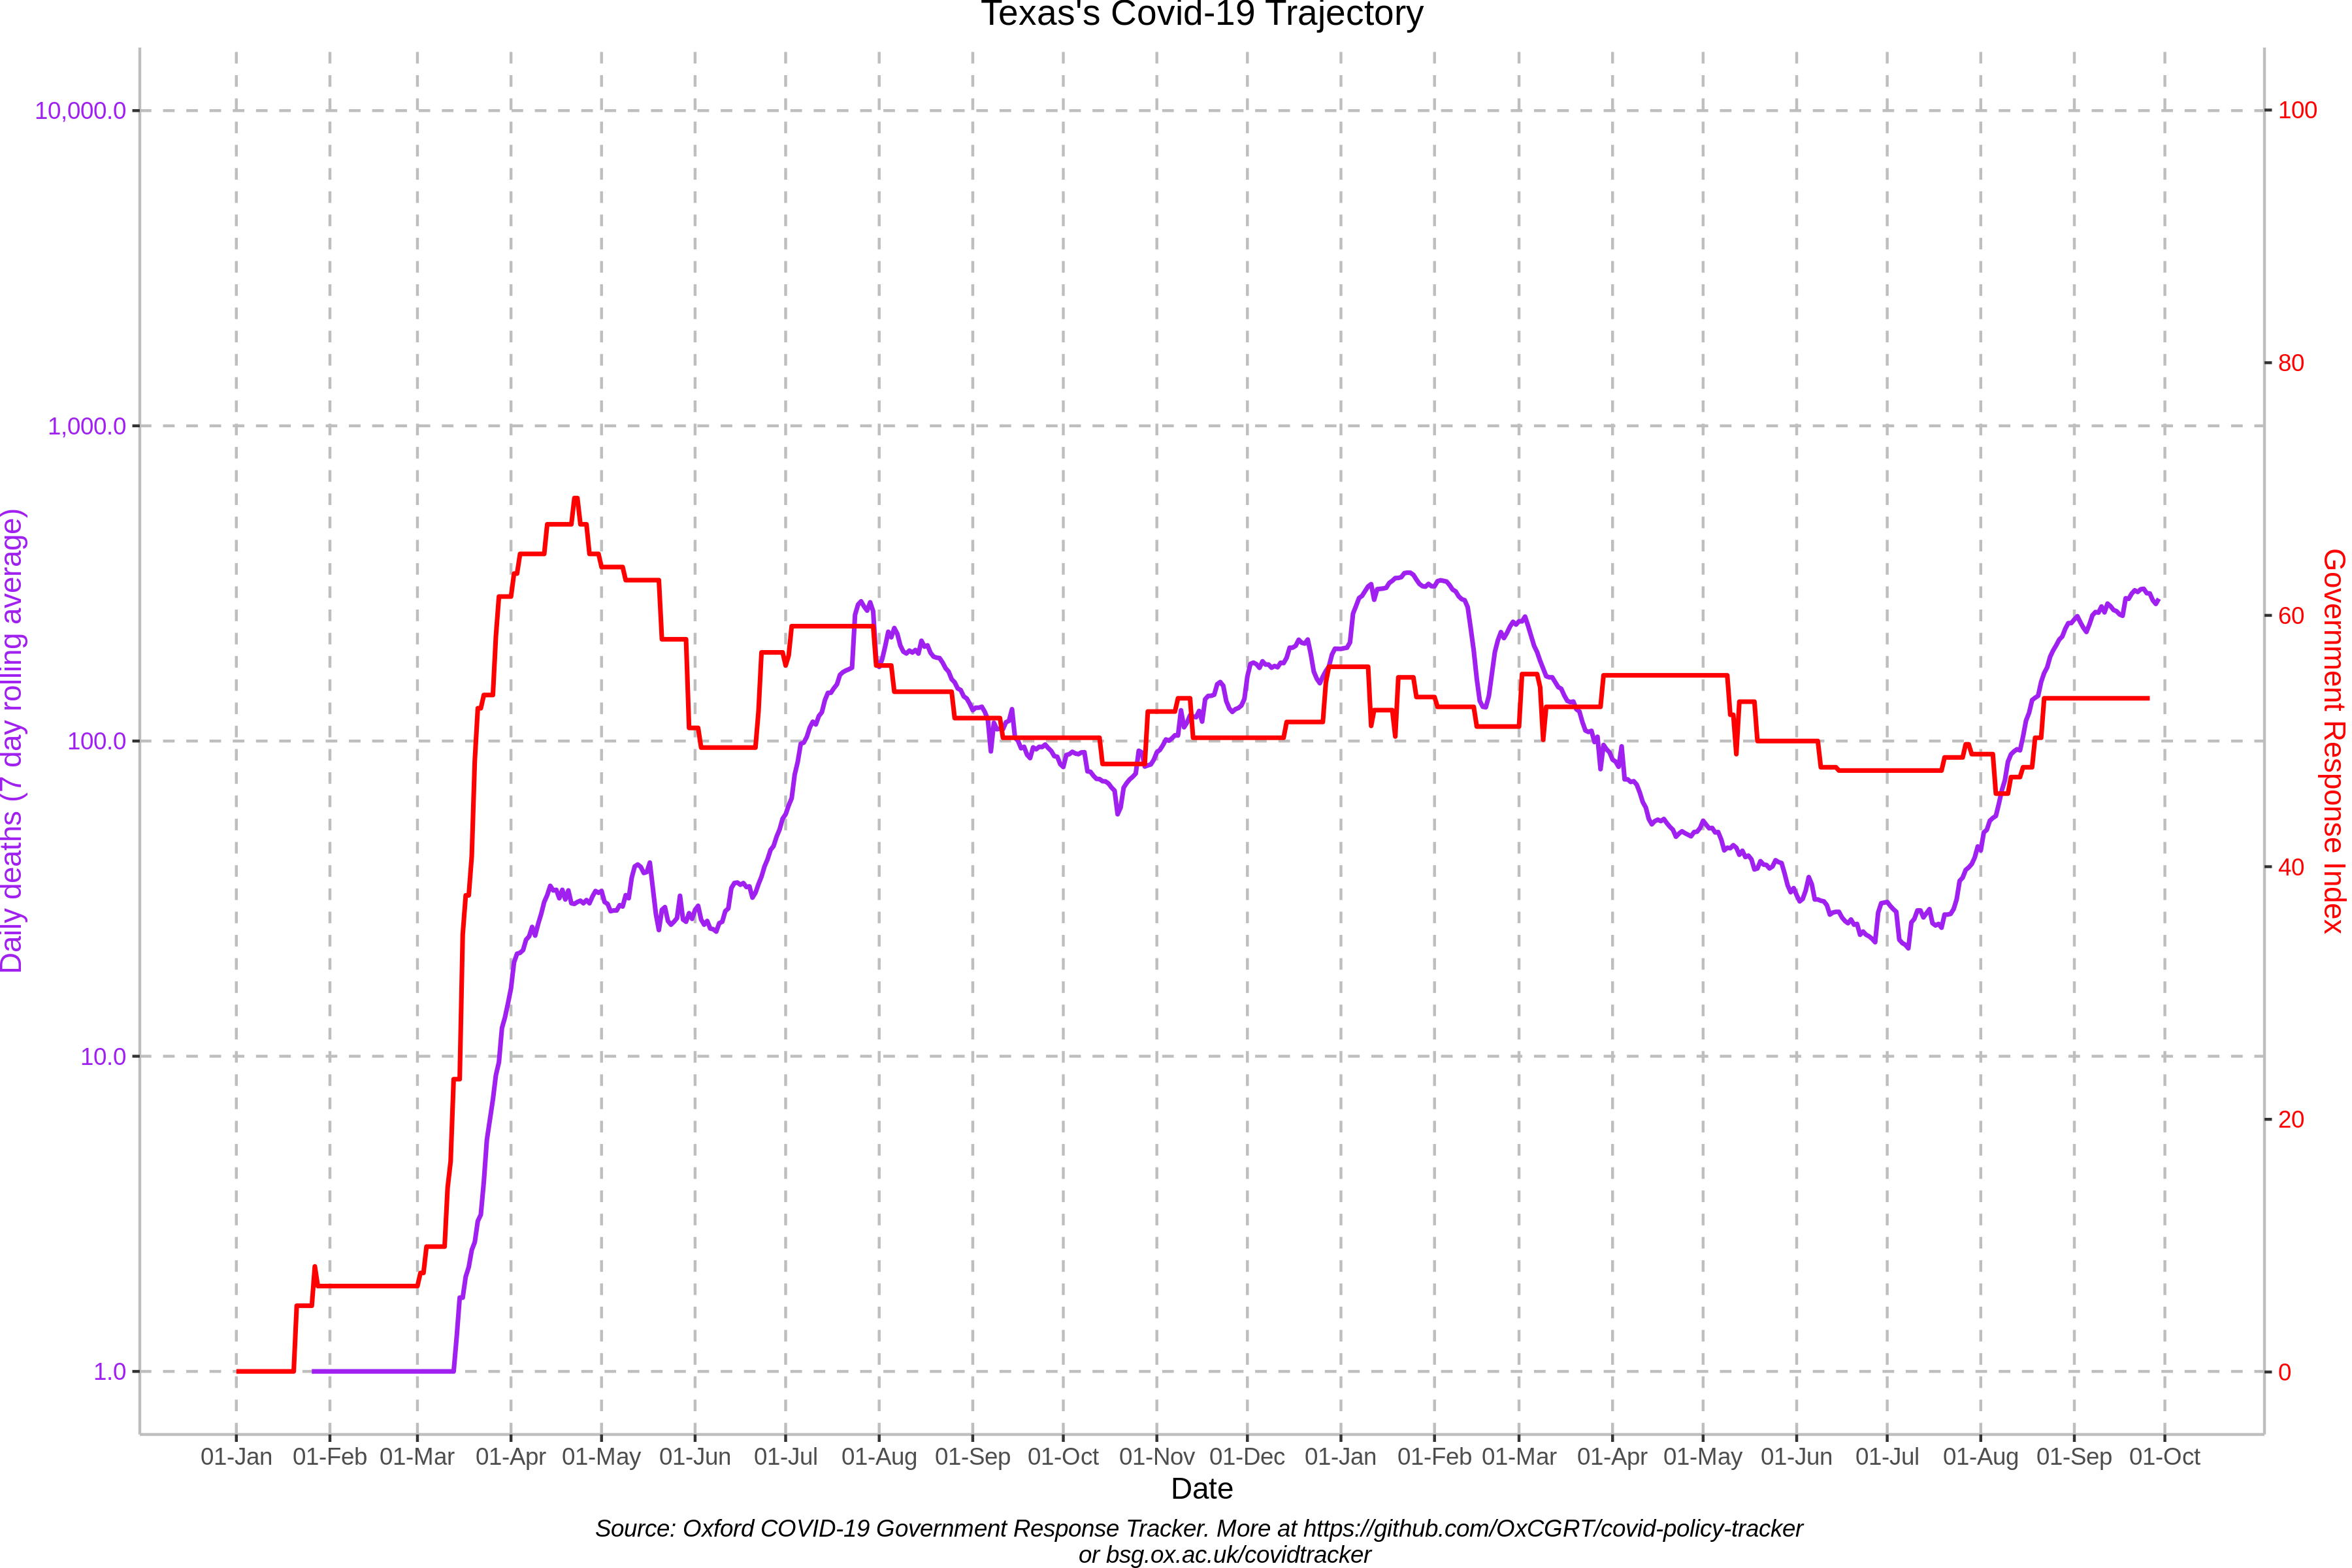 Texas's Covid-19 Trajectory
10,000.0
1,000.0
100.0
10.0
1.0
Daily deaths (7 day rolling average)
100
80
60
40
20
0
Government Response Index
01-Jan 01-Feb 01-Mar 01-Apr 01-May 01-Jun 01-Jul 01-Aug 01-Sep 01-Oct 01-Nov 01-Dec 01-Jan 01-Feb 01-Mar 01-Apr 01-May 01-Jun 01-Jul 01-Aug 01-Sep 01-Oct
Date
Source: Oxford COVID-19 Government Response Tracker. More at https://github.com/OxCGRT/covid-policy-tracker
or bsg.ox.ac.uk/covidtracker